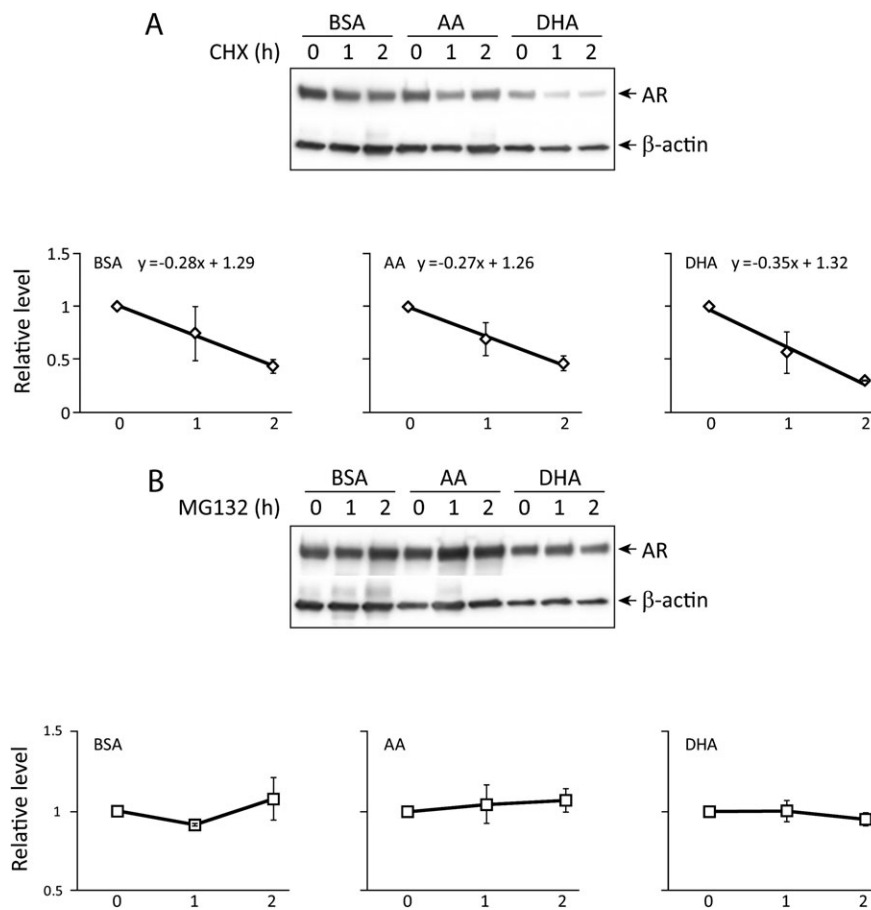 A
BSA AA DHA
CHX (h) 0 1 2 0 1 2 0 1 2
AR
β-actin
Relative level
1.5
1
0.5
0
BSA y=-0.28x + 1.29
0 1 2
AA y=-0.27x + 1.26
0 1 2
DHA y=-0.35x + 1.32
0 1 2
B
BSA AA DHA
MG132 (h) 0 1 2 0 1 2 0 1 2
AR
β-actin
Relative level
1.5
1
0.5
BSA
0 1 2
AA
0 1 2
DHA
0 1 2